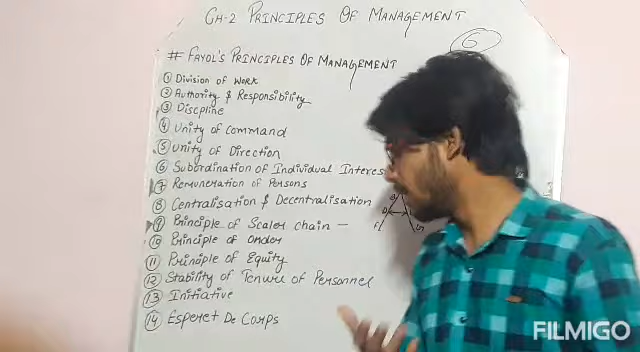 CH-2 PRINCIPLES OF MANAGEMENT
6
# FAYOL'S PRINCIPLES OF MANAGEMENT
1 Division of Work
2 Authority & Responsibility
3 Discpline
4 Unity of Command
5 Unity of Direction
6 Subordination of Individual Interes
7 Remuneration of Persons
8 Centralisation & Decentralisation
9 Principle of Scaler chain —
10 Principle of Order
11 Principle of Equity
12 Stability of Tenure of Personnel
13 Initiative
14 Esperet De Corps
FILMIGO